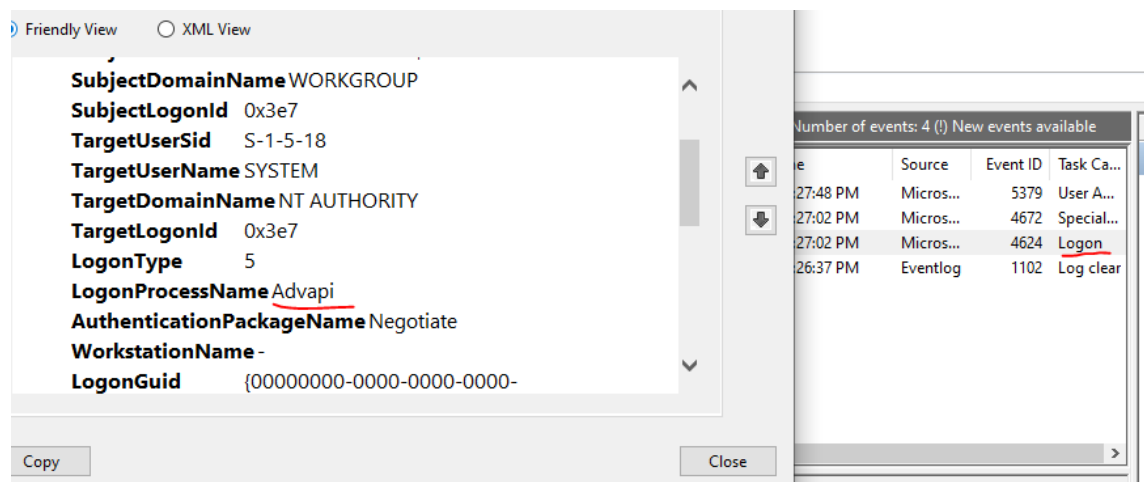 Friendly View XML View
SubjectDomainName WORKGROUP
SubjectLogonId 0x3e7
TargetUserSid S-1-5-18
TargetUserName SYSTEM
TargetDomainName NT AUTHORITY
TargetLogonId 0x3e7
LogonType 5
LogonProcessName Advapi
AuthenticationPackageName Negotiate
WorkstationName -
LogonGuid {00000000-0000-0000-0000-
Copy Close
Number of events: 4 (!) New events available
Source Event ID Task Ca...
:27:48 PM Micros... 5379 User A...
:27:02 PM Micros... 4672 Special...
:27:02 PM Micros... 4624 Logon
:26:37 PM Eventlog 1102 Log clear